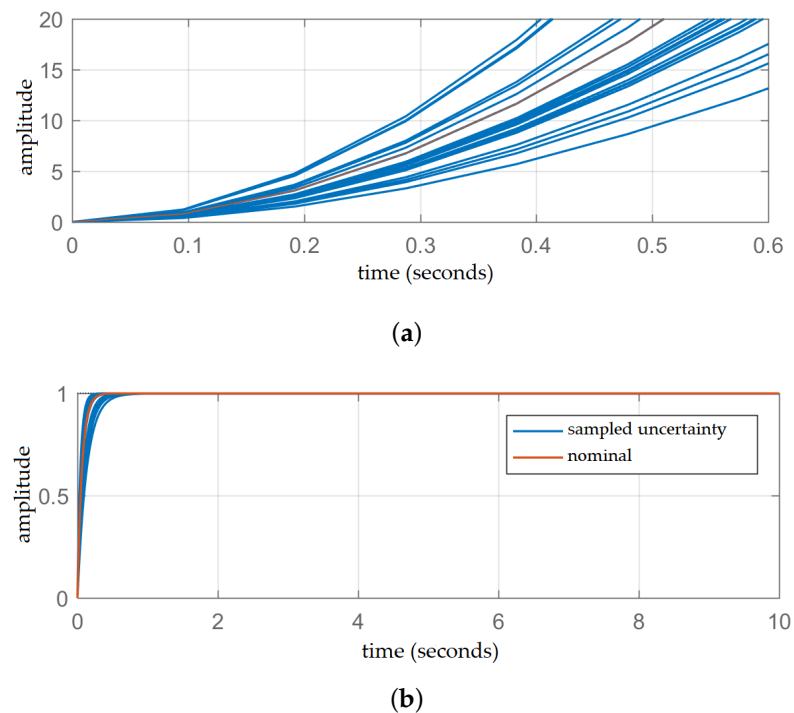 20
15
10
5
0
amplitude
0 0.1 0.2 0.3 0.4 0.5 0.6
time (seconds)
(a)
1
0.5
0
amplitude
sampled uncertainty
nominal
0 2 4 6 8 10
time (seconds)
(b)